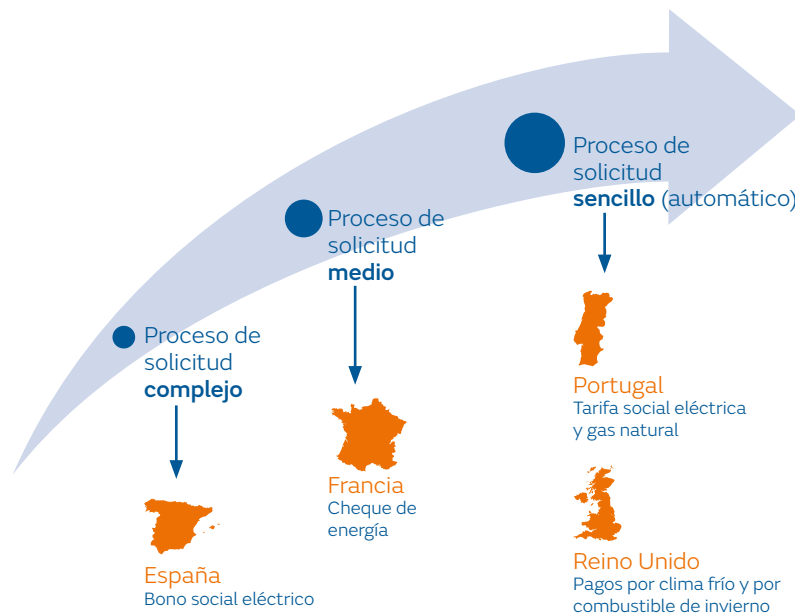 Proceso de
solicitud
complejo
España
Bono social eléctrico
Proceso de
solicitud
medio
Francia
Cheque de
energía
Proceso de
solicitud
sencillo (automático)
Portugal
Tarifa social eléctrica
y gas natural
Reino Unido
Pagos por clima frío y por
combustible de invierno